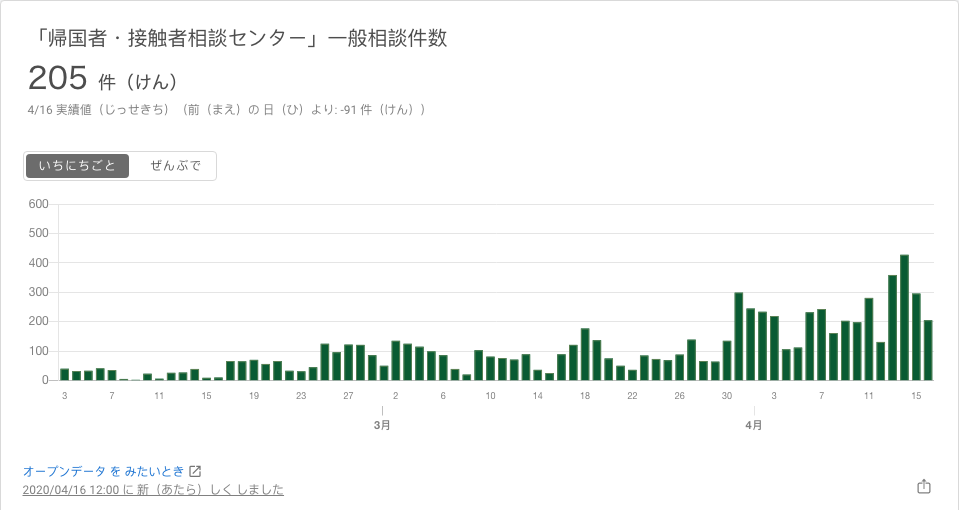 「帰国者・接触者相談センター」一般相談件数
205 件（けん）
4/16 実績値（じっせきち）（前（まえ）の 日（ひ）より: -91 件（けん））
いちにちごと ぜんぶで
600
500
400
300
200
100
0
3 7 11 15 19 23 27 2 6 10 14 18 22 26 30 3 7 11 15
3月 4月
オープンデータ を みたいとき
2020/04/16 12:00 に 新（あたら）しく しました